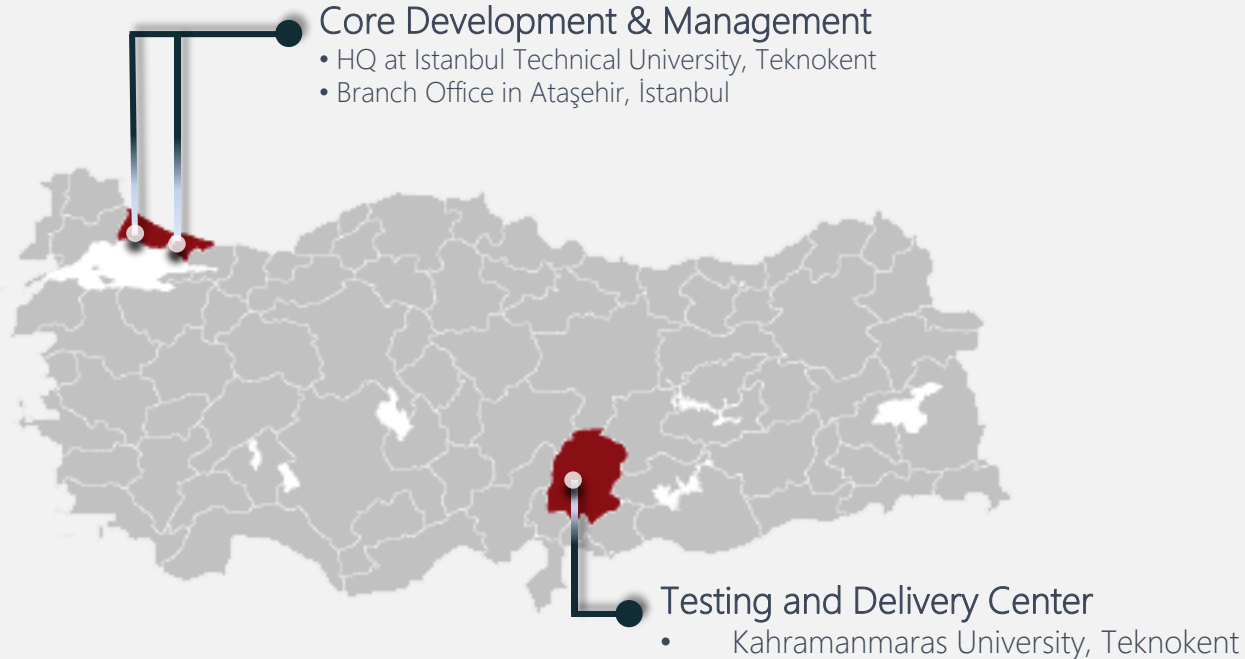 Core Development & Management
• HQ at Istanbul Technical University, Teknokent
• Branch Office in Ataşehir, İstanbul
Testing and Delivery Center
• Kahramanmaras University, Teknokent